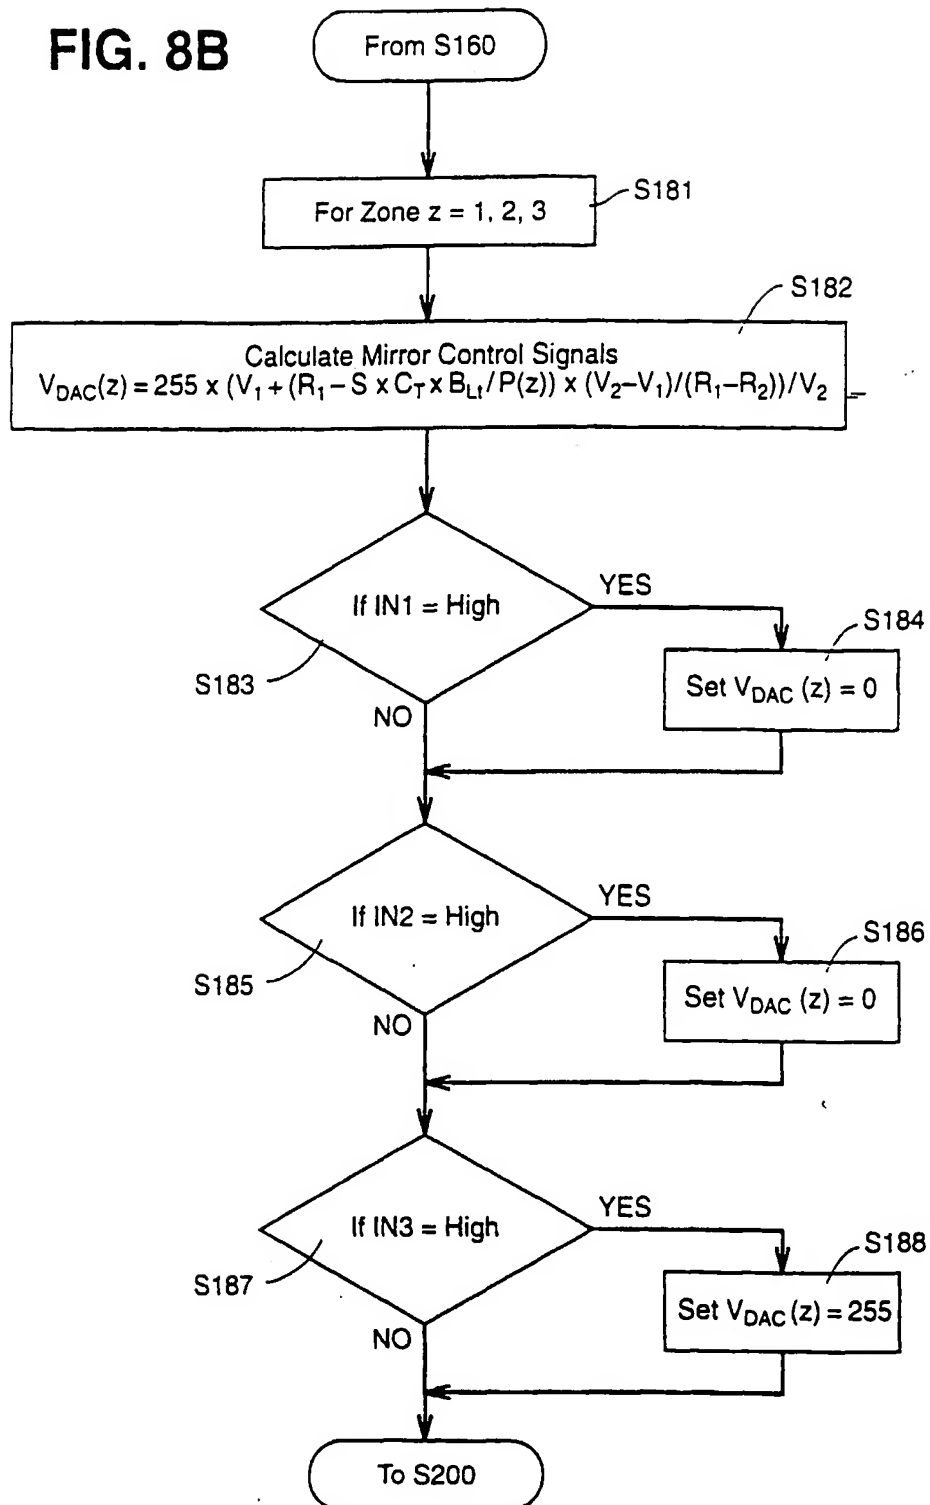 FIG. 8B
From S160
For Zone z = 1, 2, 3
S181
S182
Calculate Mirror Control Signals
V_DAC(z) = 255 x (V_1 + (R_1 – S x C_T x B_Lt / P(z)) x (V_2–V_1)/(R_1–R_2))/V_2
If IN1 = High
YES
S183
NO
S184
Set V_DAC (z) = 0
If IN2 = High
YES
S185
NO
S186
Set V_DAC (z) = 0
If IN3 = High
YES
S187
NO
S188
Set V_DAC (z) = 255
To S200